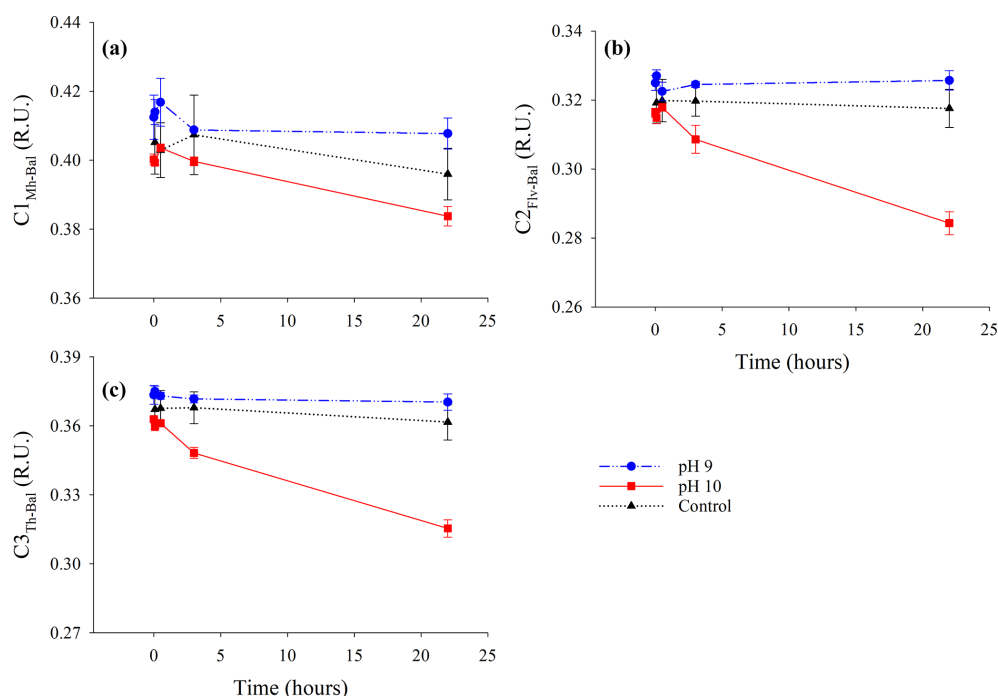 (a)
C1Mh-Bal (R.U.)
0.44
0.42
0.40
0.38
0.36
0 5 10 15 20 25
(b)
C2Flv-Bal (R.U.)
0.34
0.32
0.30
0.28
0.26
0 5 10 15 20 25
Time (hours)
(c)
C3Th-Bal (R.U.)
0.39
0.36
0.33
0.30
0.27
0 5 10 15 20 25
Time (hours)
pH 9
pH 10
Control